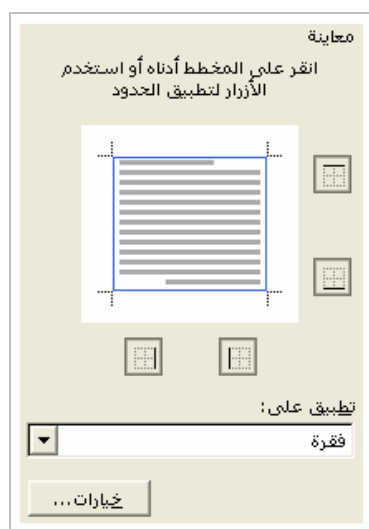 معاينة
انقر على المخطط أدناه أو استخدم
الأزرار لتطبيق الحدود
تطبيق على:
فقرة
خيارات...